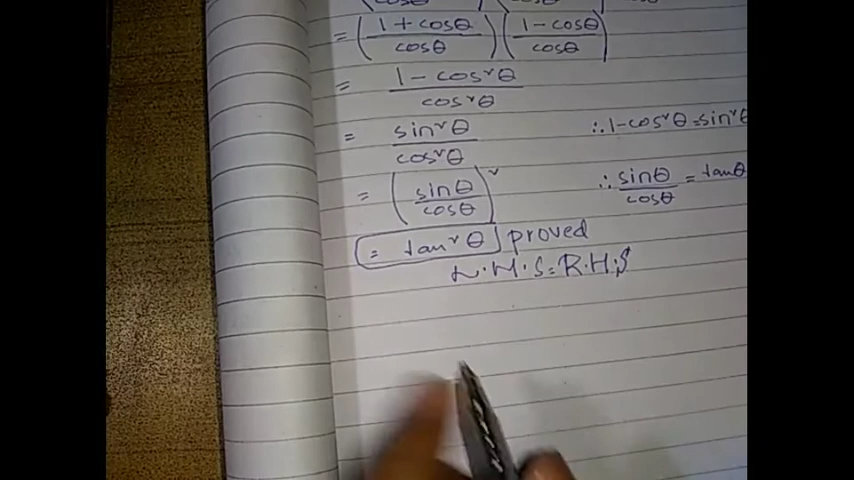 = (1 + cosθ / cosθ) (1 - cosθ / cosθ)
= 1 - cos²θ / cos²θ
= sin²θ / cos²θ ∴ 1-cos²θ = sin²θ
= (sinθ / cosθ)² ∴ sinθ / cosθ = tanθ
= tan²θ proved
L.H.S = R.H.S